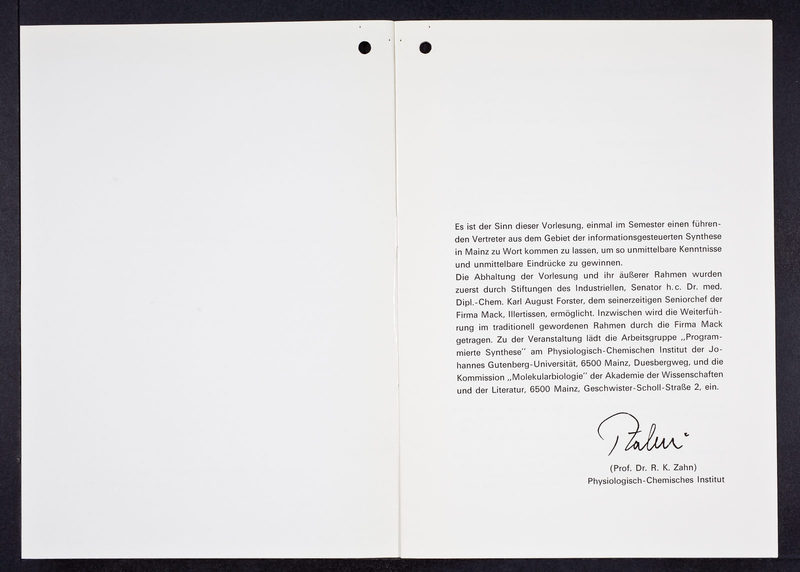 Es ist der Sinn dieser Vorlesung, einmal im Semester einen führen-
den Vertreter aus dem Gebiet der informationsgesteuerten Synthese
in Mainz zu Wort kommen zu lassen, um so unmittelbare Kenntnisse
und unmittelbare Eindrücke zu gewinnen.
Die Abhaltung der Vorlesung und ihr äußerer Rahmen wurden
zuerst durch Stiftungen des Industriellen, Senator h.c. Dr. med.
Dipl.-Chem. Karl August Forster, dem seinerzeitigen Seniorchef der
Firma Mack, Illertissen, ermöglicht. Inzwischen wird die Weiterfüh-
rung im traditionell gewordenen Rahmen durch die Firma Mack
getragen. Zu der Veranstaltung lädt die Arbeitsgruppe „Program-
mierte Synthese" am Physiologisch-Chemischen Institut der Jo-
hannes Gutenberg-Universität, 6500 Mainz, Duesbergweg, und die
Kommission „Molekularbiologie" der Akademie der Wissenschaften
und der Literatur, 6500 Mainz, Geschwister-Scholl-Straße 2, ein.
(Prof. Dr. R. K. Zahn)
Physiologisch-Chemisches Institut